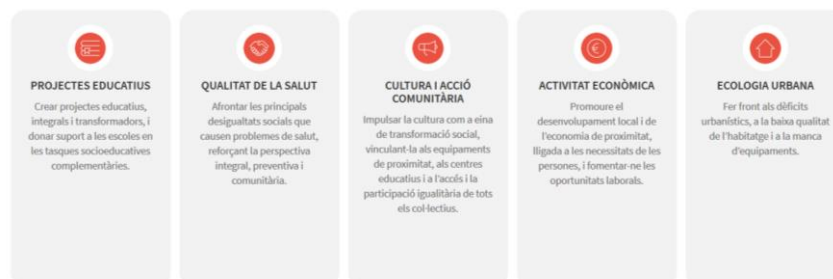 PROJECTES EDUCATIUS
Crear projectes educatius,
integrals i transformadors, i
donar suport a les escoles en
les tasques socioeducatives
complementàries.
QUALITAT DE LA SALUT
Afrontar les principals
desigualtats socials que
causen problemes de salut,
reforçant la perspectiva
integral, preventiva i
comunitària.
CULTURA I ACCIÓ
COMUNITÀRIA
Impulsar la cultura com a eina
de transformació social,
vinculant-la als equipaments
de proximitat, als centres
educatius i a l'accés i la
participació igualitària de tots
els col·lectius.
ACTIVITAT ECONÒMICA
Promoure el
desenvolupament local i de
l'economia de proximitat,
lligada a les necessitats de les
persones, i fomentar-ne les
oportunitats laborals.
ECOLOGIA URBANA
Fer front als dèficits
urbanístics, a la baixa qualitat
de l'habitatge i a la manca
d'equipaments.